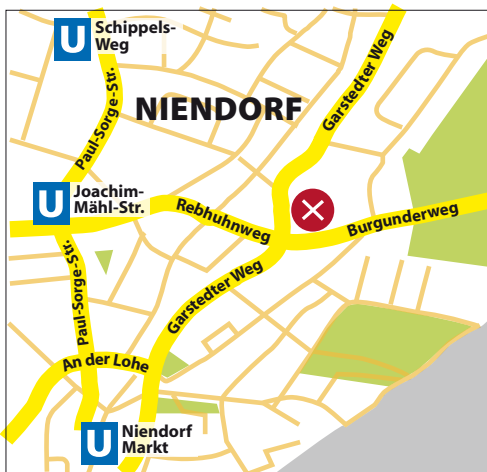 U Schippels-
Weg
Garstedter Weg
Paul-Sorge-Str.
NIENDORF
U Joachim-
Mähl-Str.
Rebhuhnweg
Burgunderweg
Paul-Sorge-Str.
Garstedter Weg
An der Lohe
U Niendorf
Markt